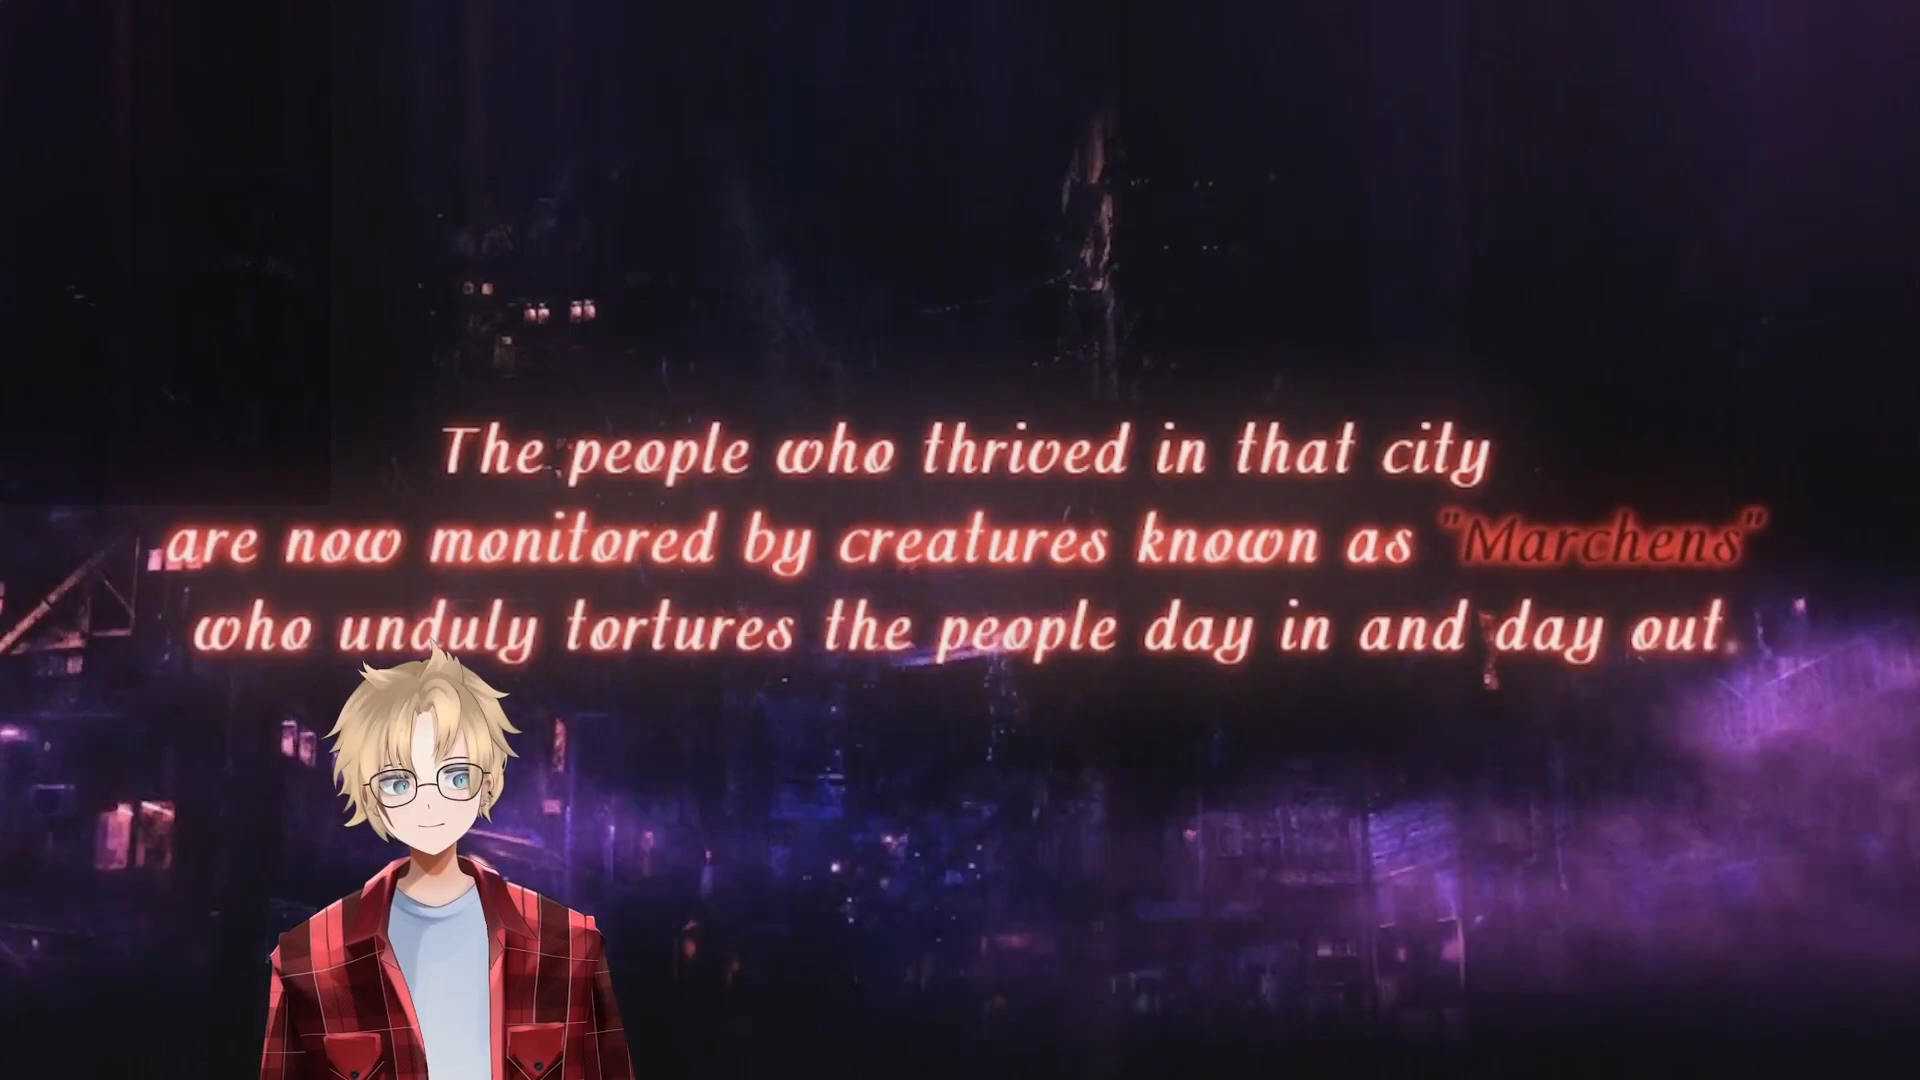 The people who thrived in that city
are now monitored by creatures known as "Marchens"
who unduly tortures the people day in and day out.